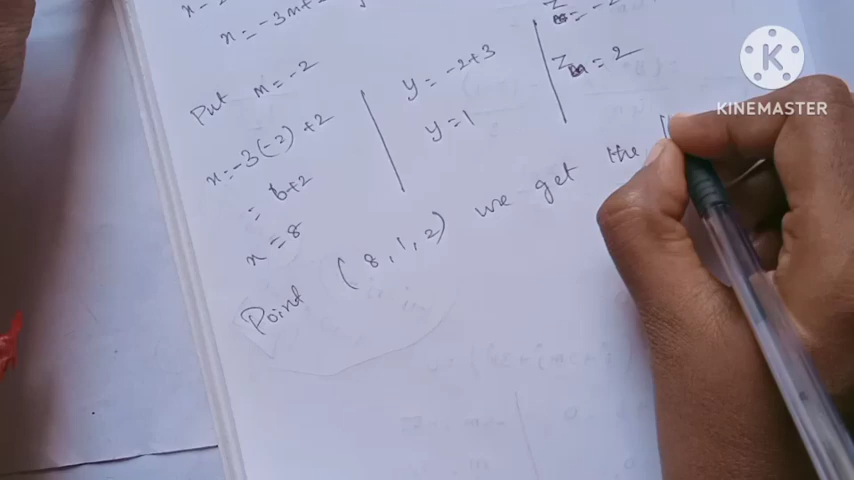 x = -3m+
Put m = -2
x = -3(-2)+2
= 6+2
x = 8
y = -2+3
y = 1
z = -2
z = 2
Point (8, 1, 2) we get the
K
KINEMASTER